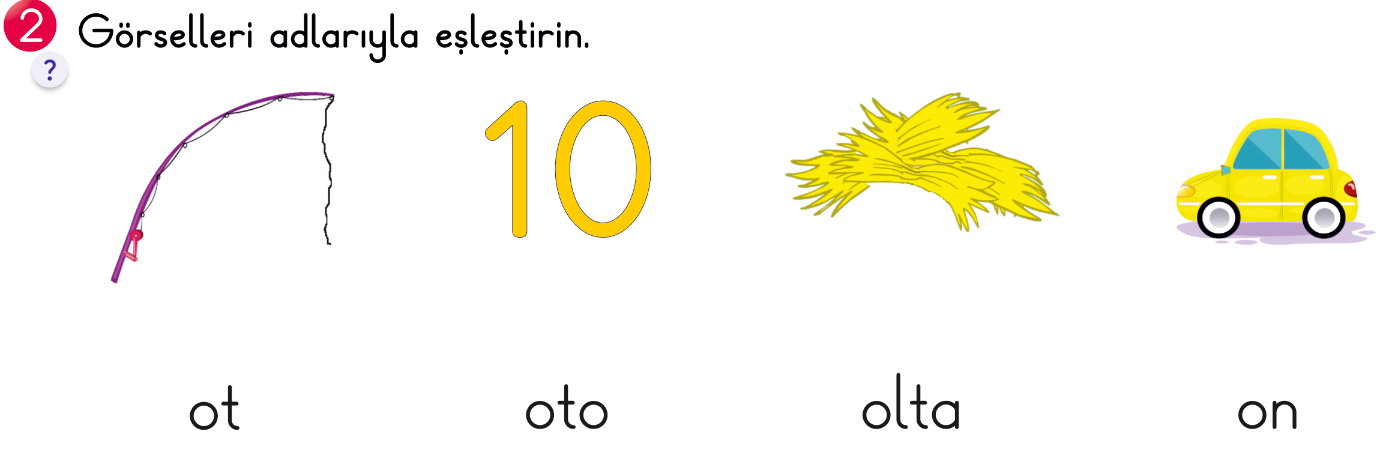 2 Görselleri adlarıyla eşleştirin.
?
10
ot oto olta on